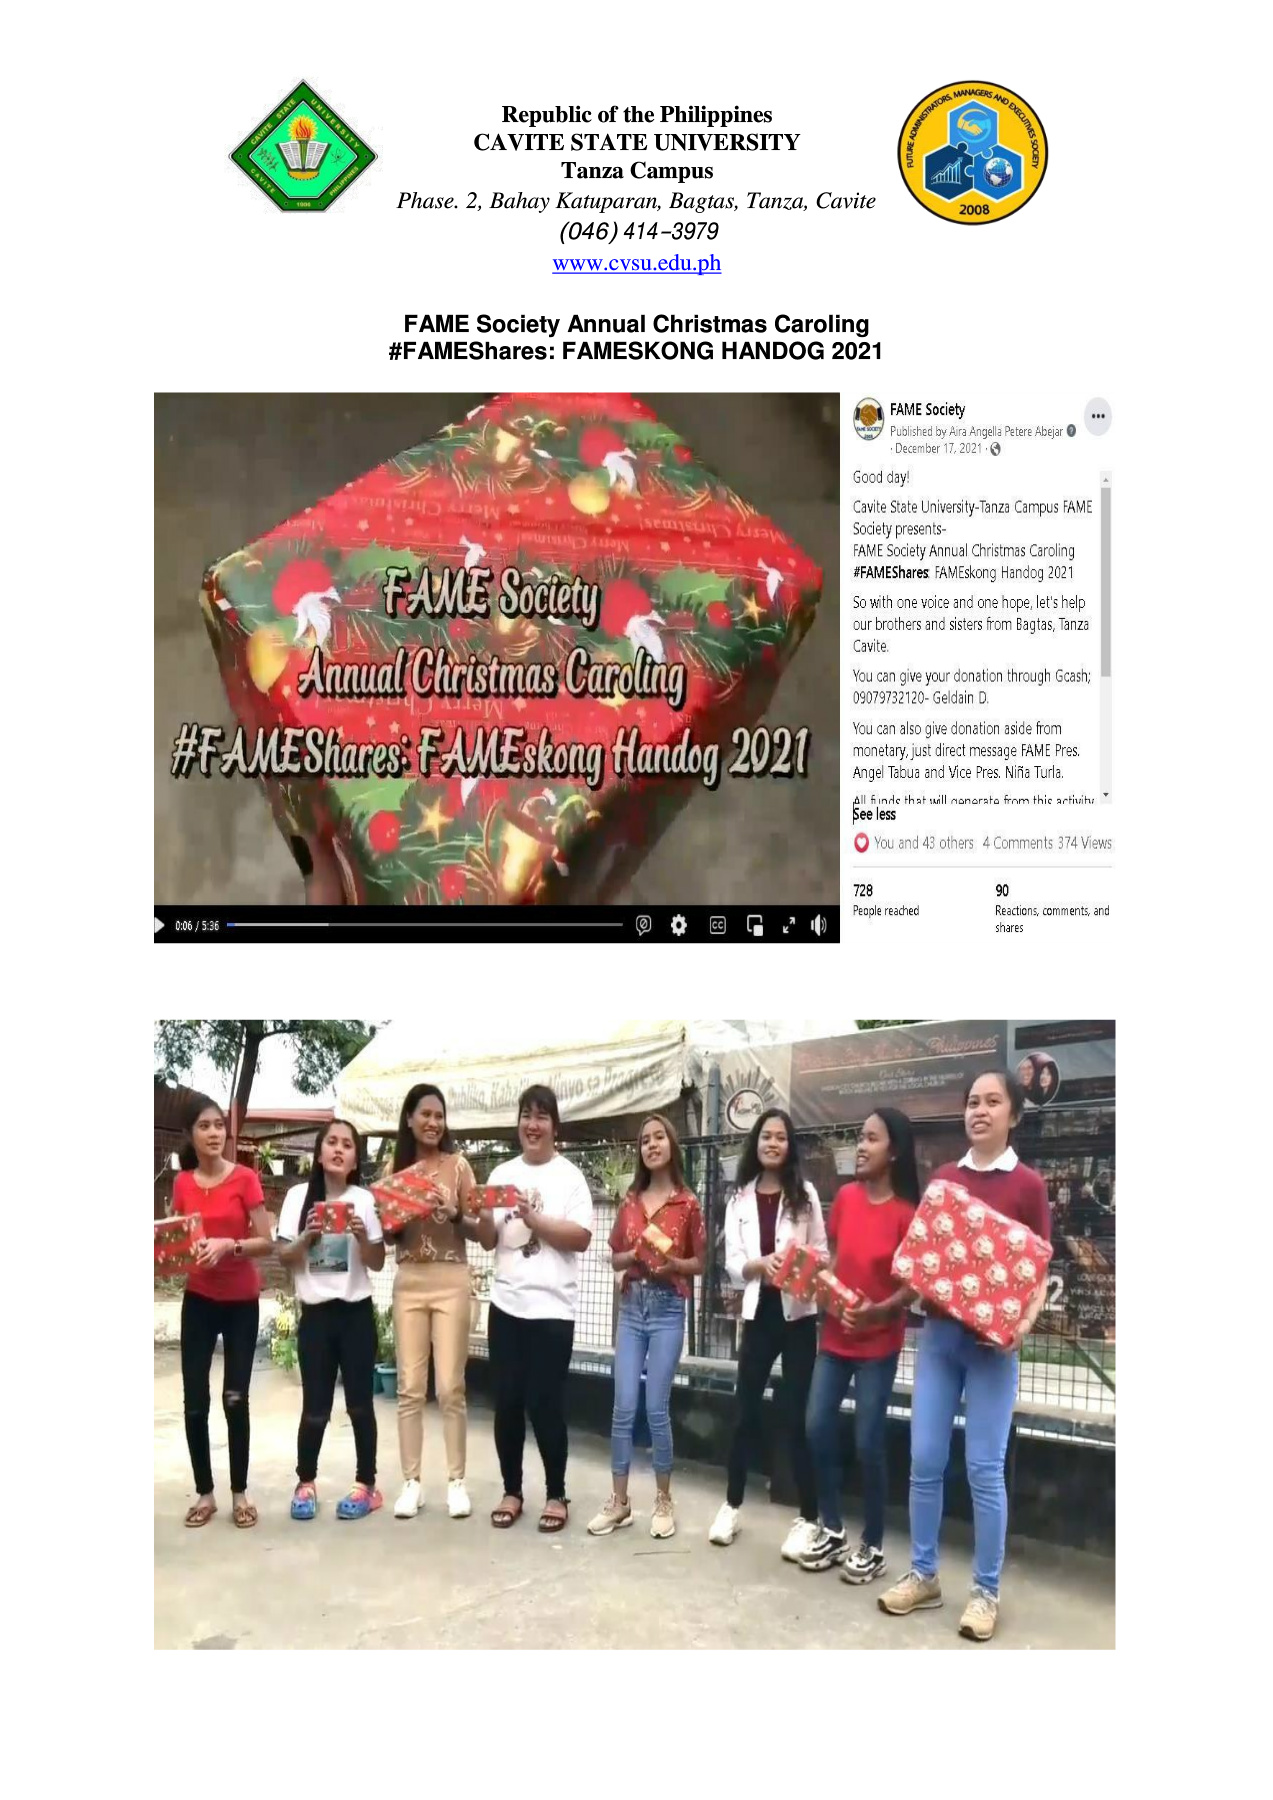 Republic of the Philippines
CAVITE STATE UNIVERSITY
Tanza Campus
Phase. 2, Bahay Katuparan, Bagtas, Tanza, Cavite
(046) 414-3979
www.cvsu.edu.ph
CAVITE STATE UNIVERSITY
CAVITE PHILIPPINES
1906
FUTURE ADMINISTRATORS, MANAGERS AND EXECUTIVES SOCIETY
2008
FAME Society Annual Christmas Caroling
#FAMEShares: FAMESKONG HANDOG 2021
Merry Christmas
FAME Society
Annual Christmas Caroling
#FAMEShares: FAMEskong Handog 2021
0:06 / 5:36
CC
FAME Society
Published by Aira Angella Petere Abejar
· December 17, 2021 ·
Good day!
Cavite State University-Tanza Campus FAME
Society presents-
FAME Society Annual Christmas Caroling
#FAMEShares: FAMEskong Handog 2021
So with one voice and one hope, let's help
our brothers and sisters from Bagtas, Tanza
Cavite.
You can give your donation through Gcash;
09079732120- Geldain D.
You can also give donation aside from
monetary, just direct message FAME Pres.
Angel Tabua and Vice Pres. Niña Turla.
All funds that will generate from this activity
See less
You and 43 others 4 Comments 374 Views
728
People reached
90
Reactions, comments, and
shares
Philippines
Our Story